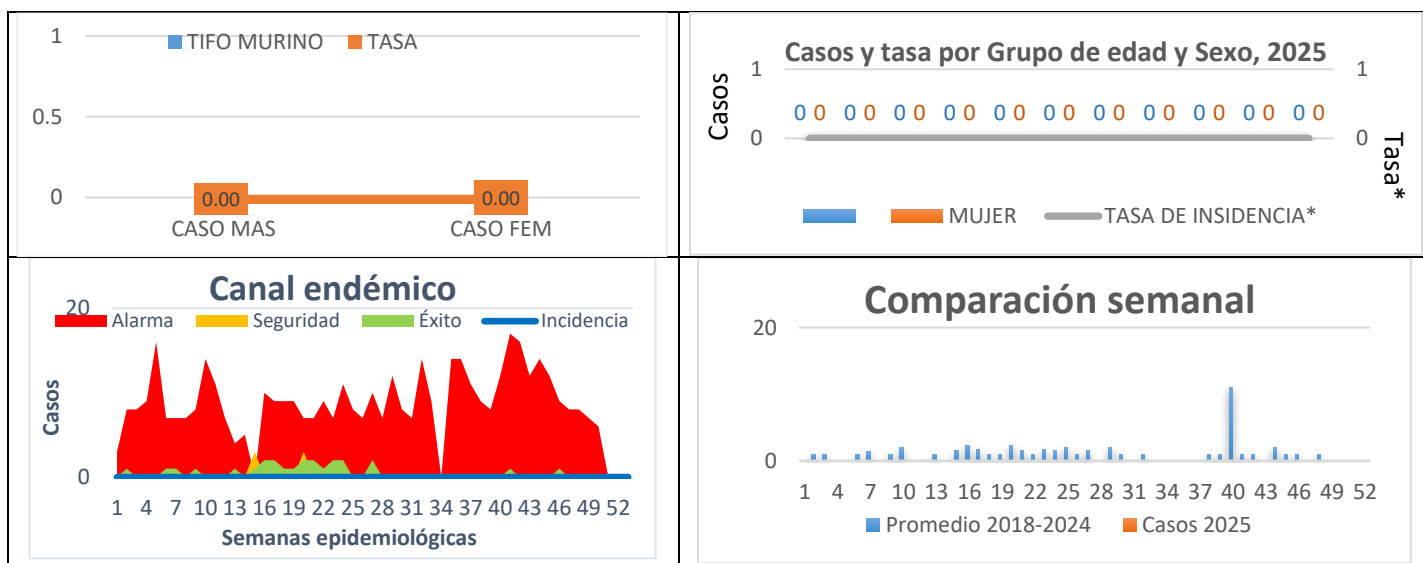 1
TIFO MURINO TASA
0.5
0
0.00 0.00
CASO MAS CASO FEM
Casos y tasa por Grupo de edad y Sexo, 2025
Casos
1 1
0 0 0 0 0 0 0 0 0 0 0 0 0 0 0 0 0 0 0 0 0 0
0 0
Tasa*
MUJER TASA DE INSIDENCIA*
Canal endémico
20
Alarma Seguridad Éxito Incidencia
Casos
0
1 4 7 10 13 16 19 22 25 28 31 34 37 40 43 46 49 52
Semanas epidemiológicas
Comparación semanal
20
0
1 4 7 10 13 16 19 22 25 28 31 34 37 40 43 46 49 52
Promedio 2018-2024 Casos 2025